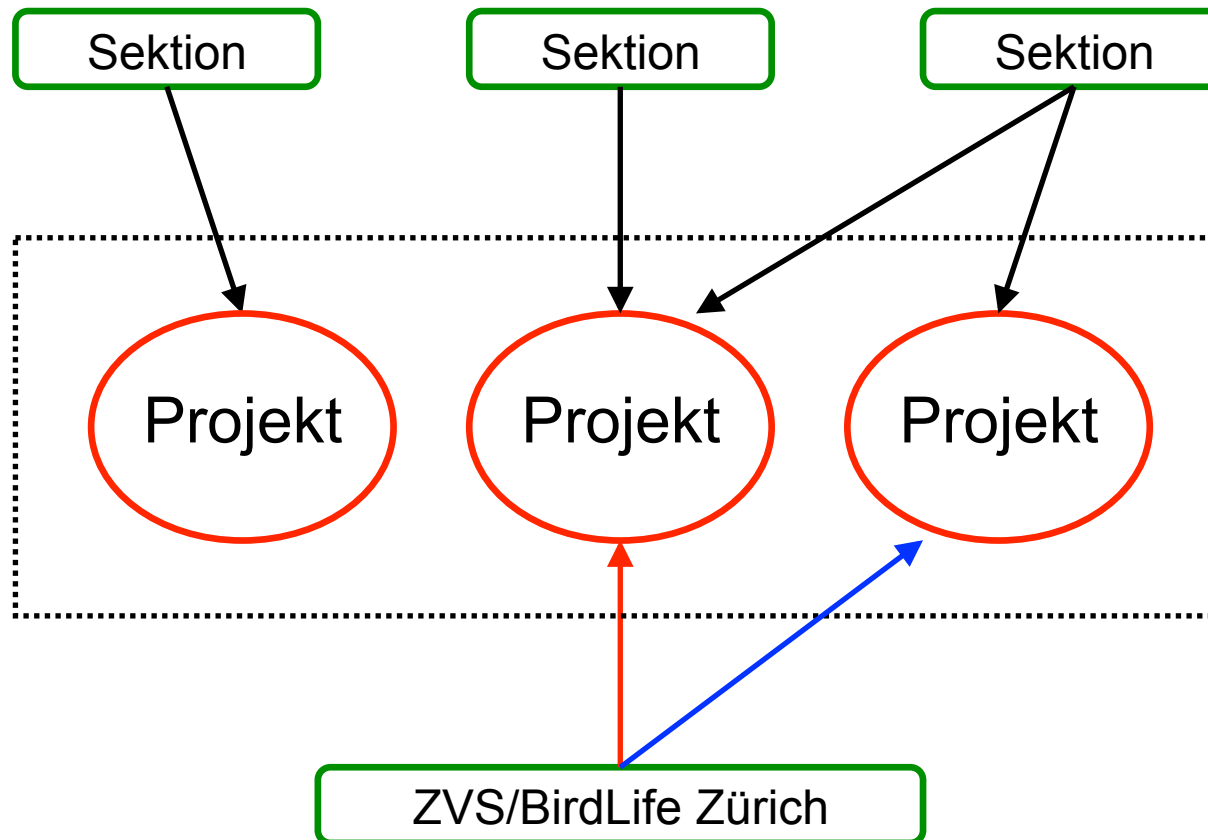 Sektion
Sektion
Sektion
Projekt
Projekt
Projekt
ZVS/BirdLife Zürich